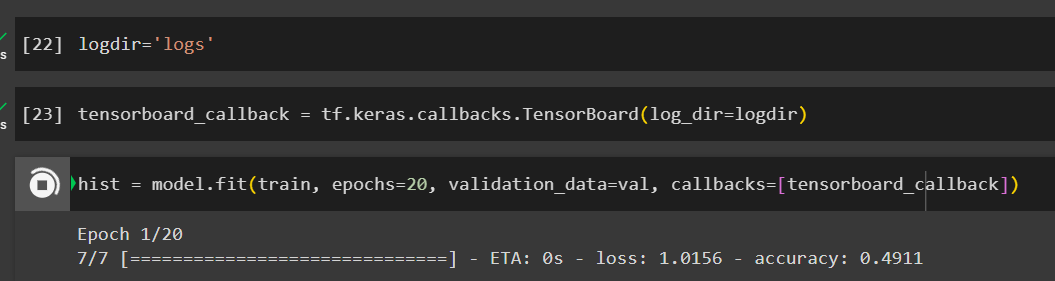 [22] logdir='logs'
s
[23] tensorboard_callback = tf.keras.callbacks.TensorBoard(log_dir=logdir)
s
hist = model.fit(train, epochs=20, validation_data=val, callbacks=[tensorboard_callback])
Epoch 1/20
7/7 [==============================] - ETA: 0s - loss: 1.0156 - accuracy: 0.4911